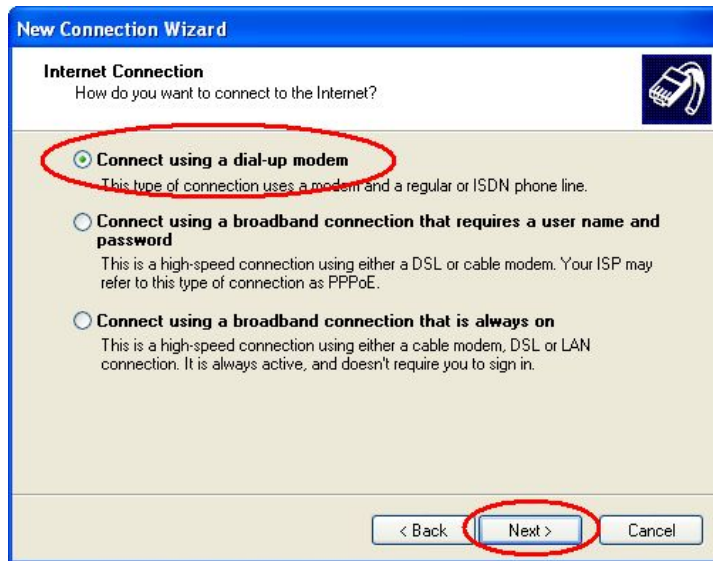 New Connection Wizard
Internet Connection
How do you want to connect to the Internet?
Connect using a dial-up modem
This type of connection uses a modem and a regular or ISDN phone line.
Connect using a broadband connection that requires a user name and
password
This is a high-speed connection using either a DSL or cable modem. Your ISP may
refer to this type of connection as PPPoE.
Connect using a broadband connection that is always on
This is a high-speed connection using either a cable modem, DSL or LAN
connection. It is always active, and doesn't require you to sign in.
< Back Next > Cancel